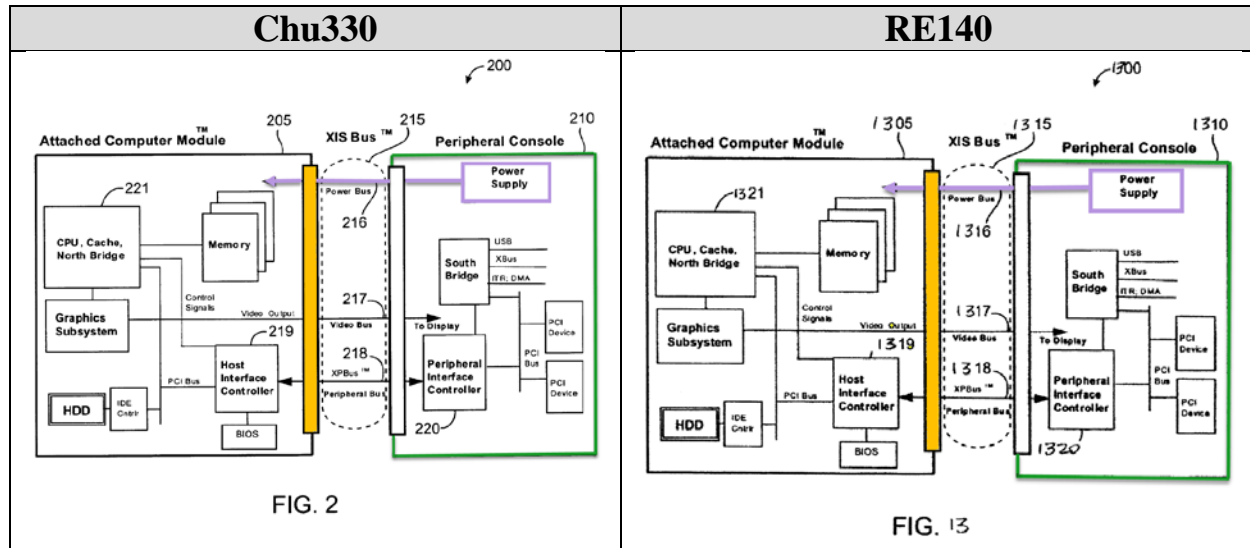 Chu330
RE140
200
Attached Computer Module™
205
XIS Bus™
215
210
Peripheral Console
Power Supply
Power Bus
216
221
CPU, Cache, North Bridge
Memory
South Bridge
USB
XBus
ITR; DMA
Control Signals
217
Graphics Subsystem
219
Video Output
Video Bus
To Display
PCI Device
218
XPBus™
Host Interface Controller
PCI Bus
Peripheral Interface Controller
PCI Bus
PCI Device
HDD
IDE Cntrlr
Peripheral Bus
220
BIOS
FIG. 2
1300
Attached Computer Module™
1305
XIS Bus™
1315
1310
Peripheral Console
Power Supply
Power Bus
1316
1321
CPU, Cache, North Bridge
Memory
South Bridge
USB
XBus
ITR; DMA
Control Signals
1317
Graphics Subsystem
1319
Video Output
Video Bus
To Display
PCI Device
1318
XPBus™
Host Interface Controller
PCI Bus
Peripheral Interface Controller
PCI Bus
PCI Device
HDD
IDE Cntrlr
Peripheral Bus
1320
BIOS
FIG. 13